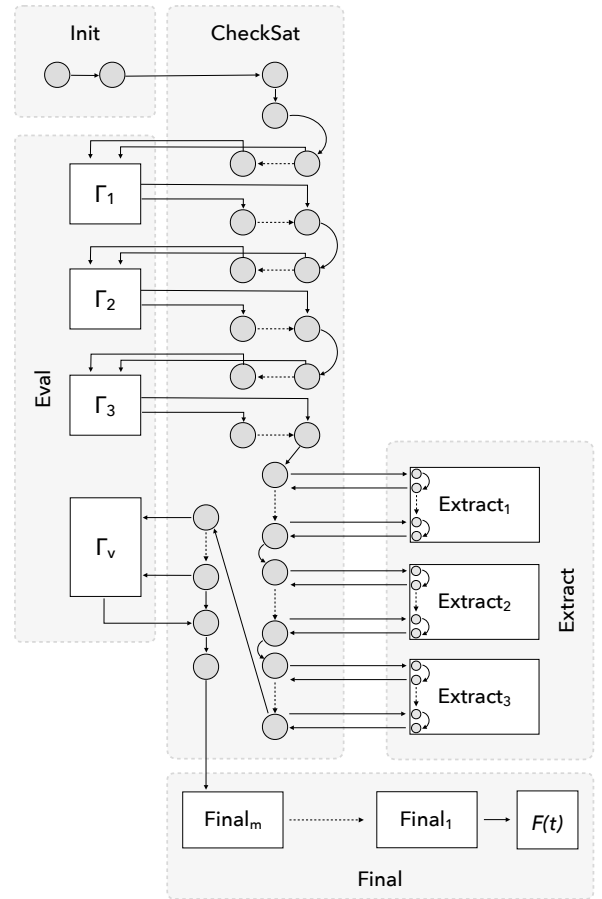 Init
CheckSat
Γ1
Γ2
Eval
Γ3
Extract1
Γv
Extract2
Extract
Extract3
Finalm
Final1
F(t)
Final